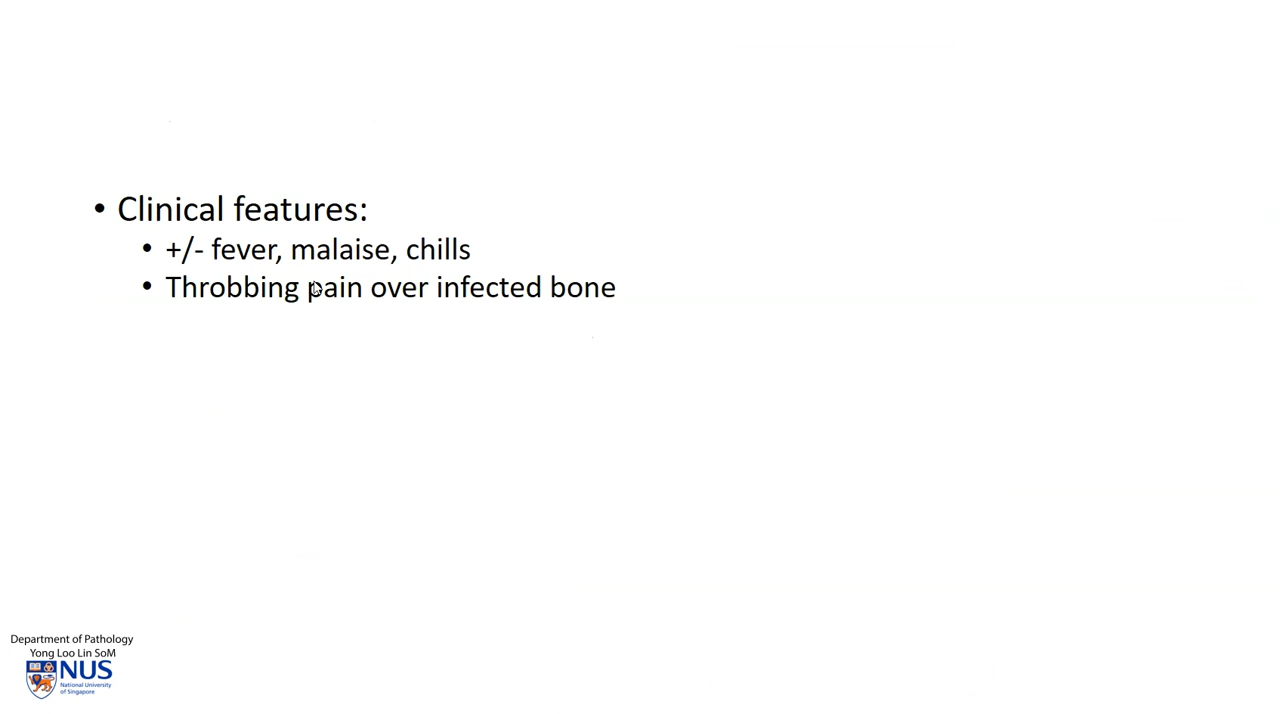 • Clinical features:
• +/- fever, malaise, chills
• Throbbing pain over infected bone
Department of Pathology
Yong Loo Lin SoM
NUS
National University
of Singapore